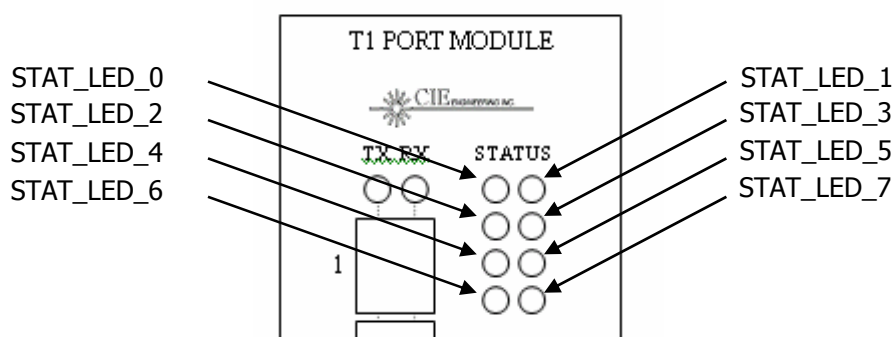 T1 PORT MODULE
STAT_LED_0
STAT_LED_2
STAT_LED_4
STAT_LED_6
CIE
TX RX
STATUS
1
STAT_LED_1
STAT_LED_3
STAT_LED_5
STAT_LED_7